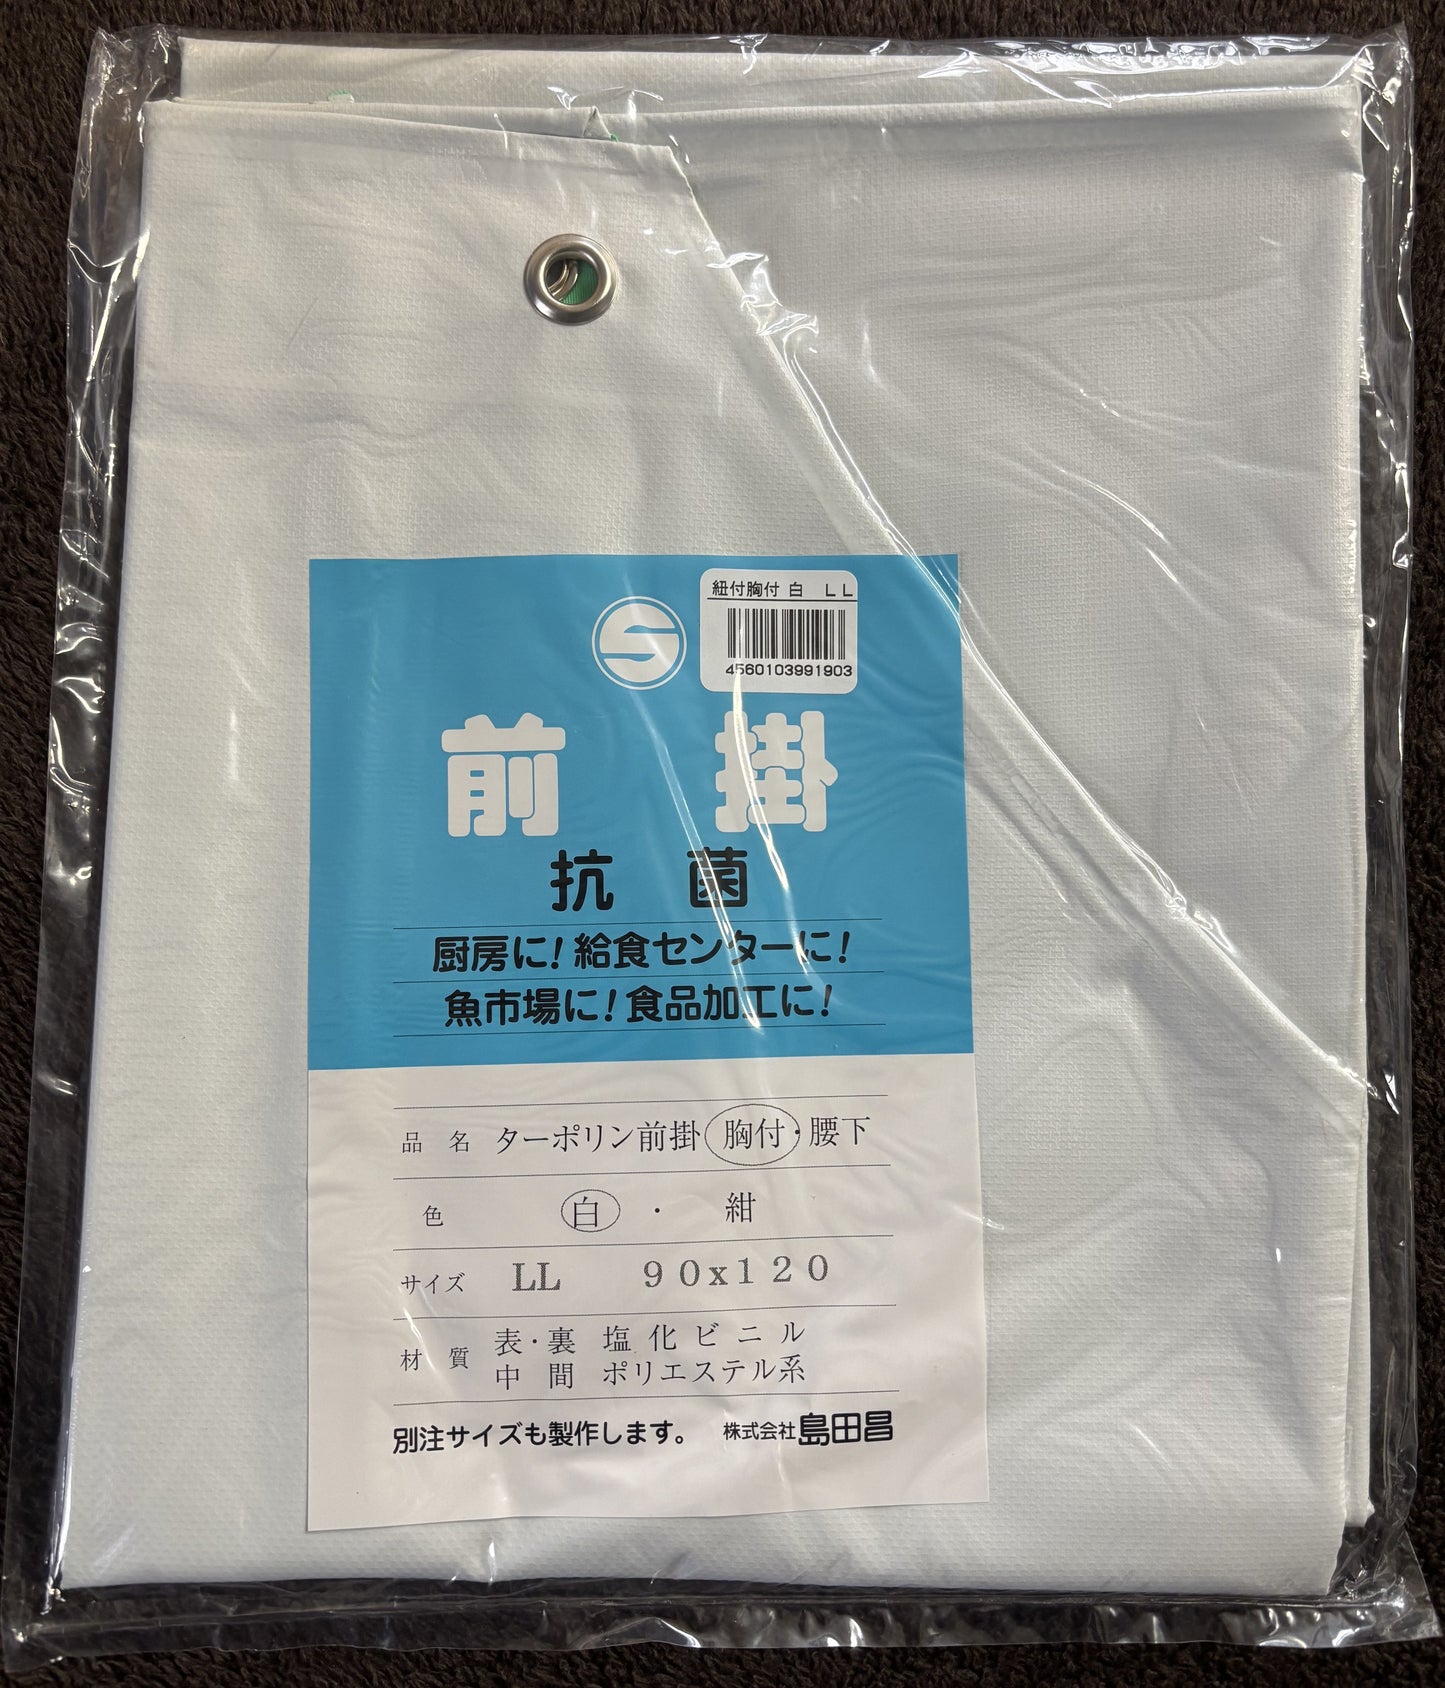 紐付胸付 白 LL
4560103991903
S
前掛
抗菌
厨房に!給食センターに!
魚市場に!食品加工に!
品名 ターポリン前掛 胸付・腰下
色 白・紺
サイズ LL 90x120
材質 表・裏 塩化ビニル
中間 ポリエステル系
別注サイズも製作します。 株式会社島田昌